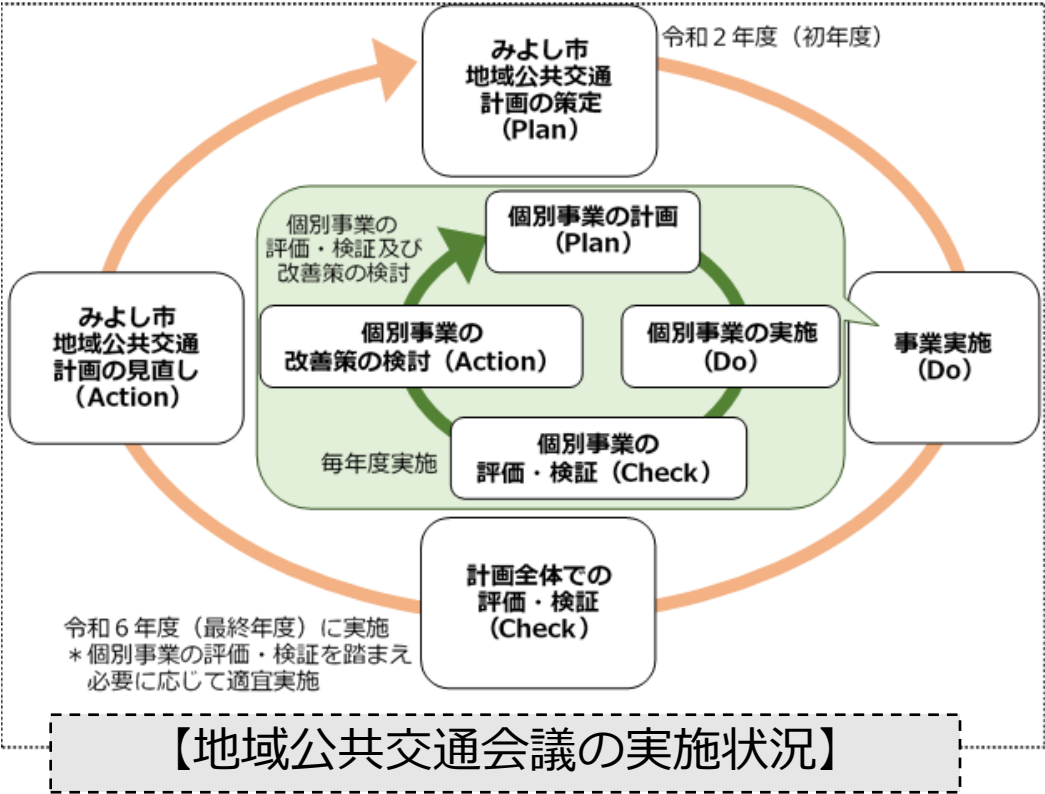 令和２年度（初年度）
みよし市
地域公共交通
計画の策定
（Plan）
個別事業の
評価・検証及び
改善策の検討
個別事業の計画
（Plan）
みよし市
地域公共交通
計画の見直し
（Action）
個別事業の
改善策の検討（Action）
個別事業の実施
（Do）
事業実施
（Do）
毎年度実施
個別事業の
評価・検証（Check）
計画全体での
評価・検証
（Check）
令和６年度（最終年度）に実施
＊個別事業の評価・検証を踏まえ
必要に応じて適宜実施
【地域公共交通会議の実施状況】